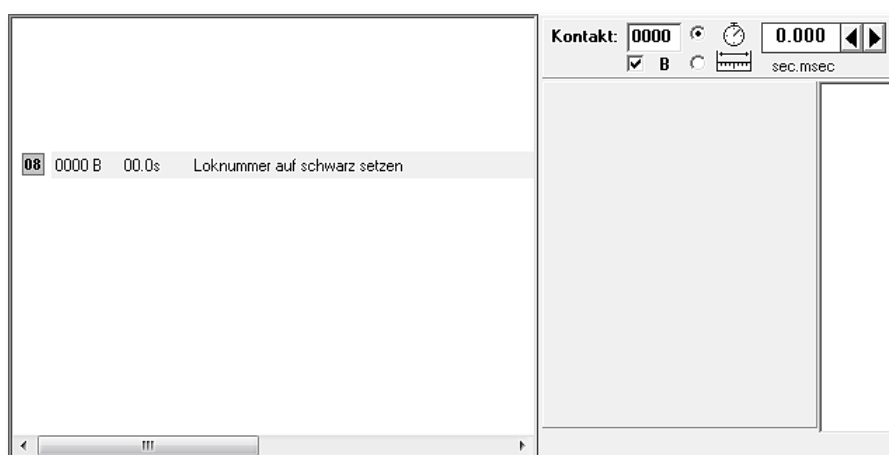 Kontakt: 0000 0.000
B sec.msec
08 0000 B 00.0s Loknummer auf schwarz setzen